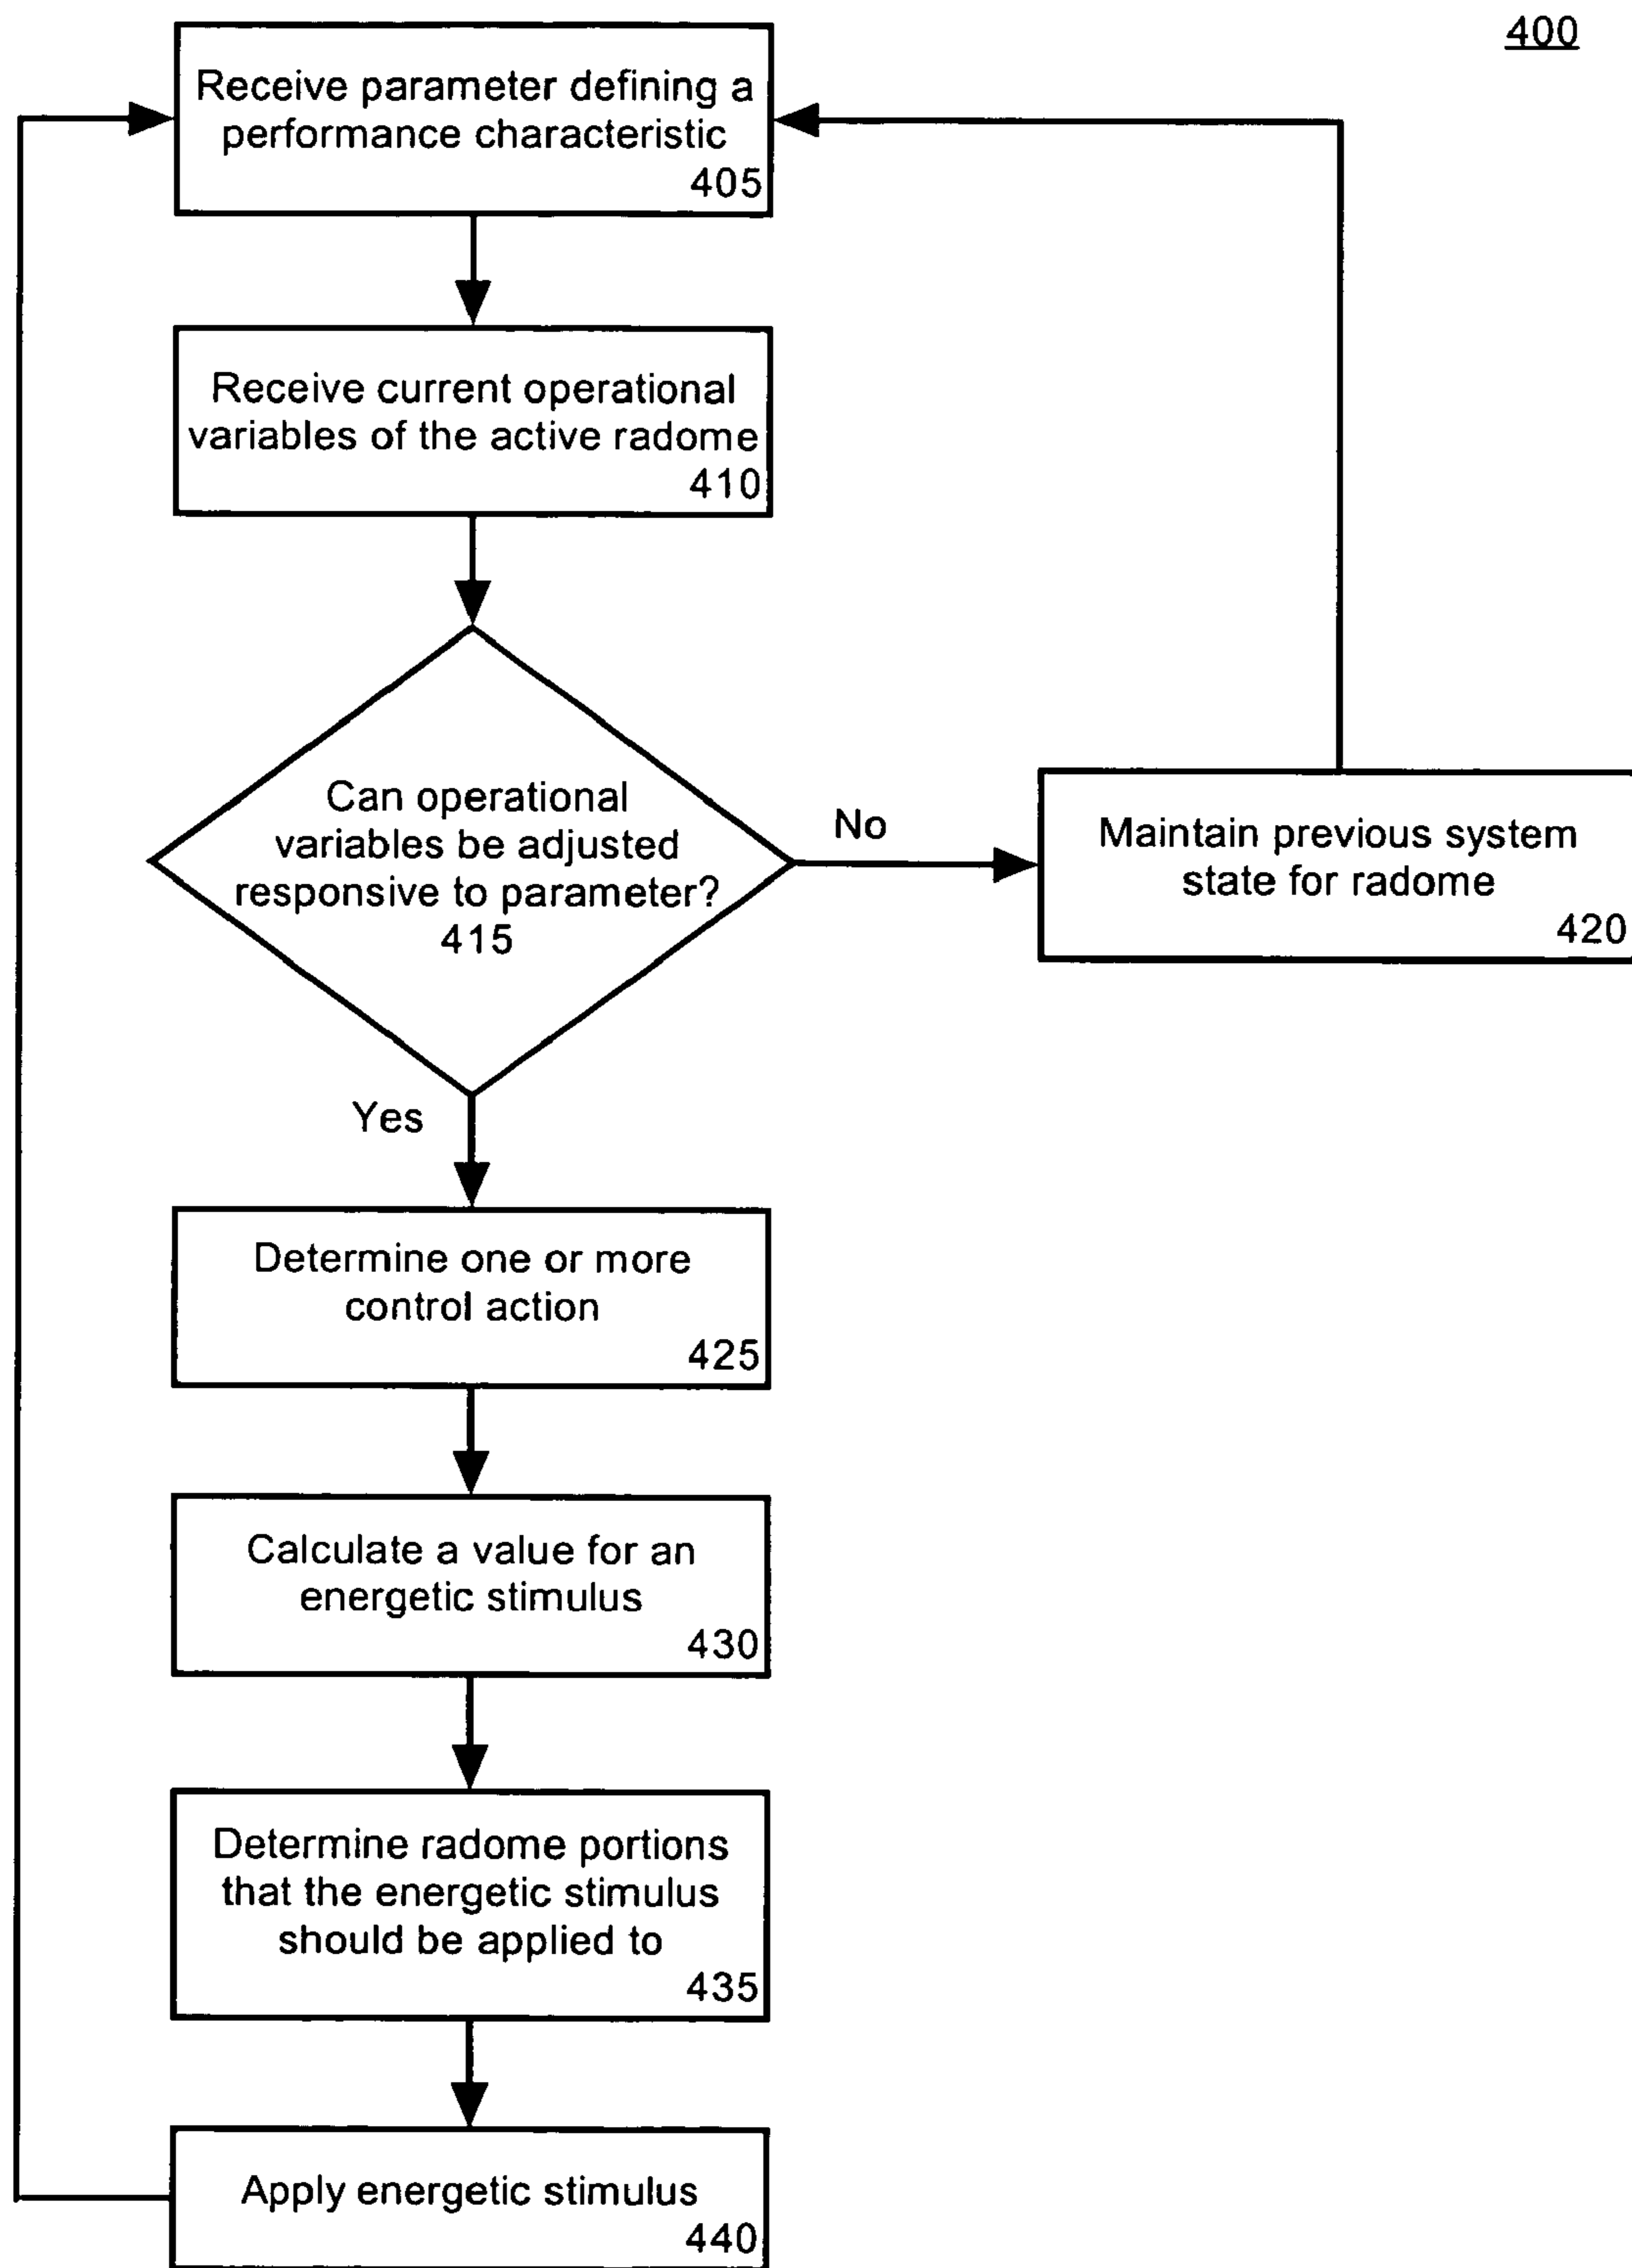 400
Receive parameter defining a
performance characteristic
405
Receive current operational
variables of the active radome
410
Can operational
variables be adjusted
responsive to parameter?
415
No
Maintain previous system
state for radome
420
Yes
Determine one or more
control action
425
Calculate a value for an
energetic stimulus
430
Determine radome portions
that the energetic stimulus
should be applied to
435
Apply energetic stimulus
440